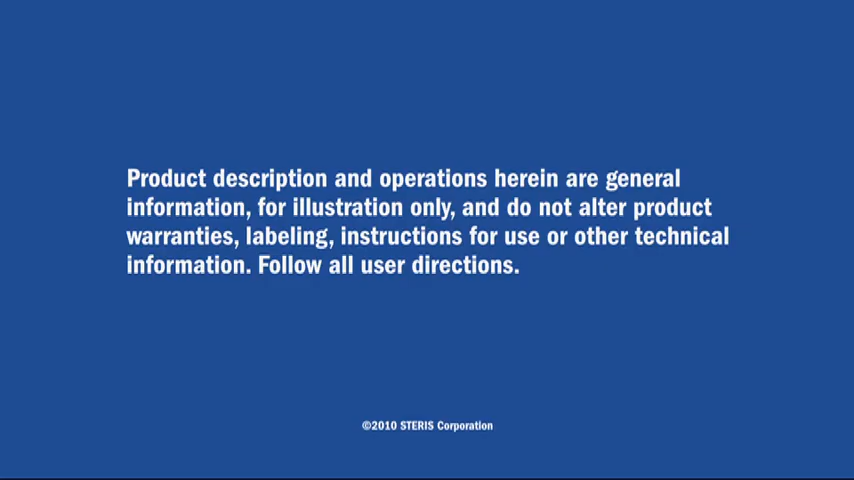 Product description and operations herein are general
information, for illustration only, and do not alter product
warranties, labeling, instructions for use or other technical
information. Follow all user directions.
©2010 STERIS Corporation